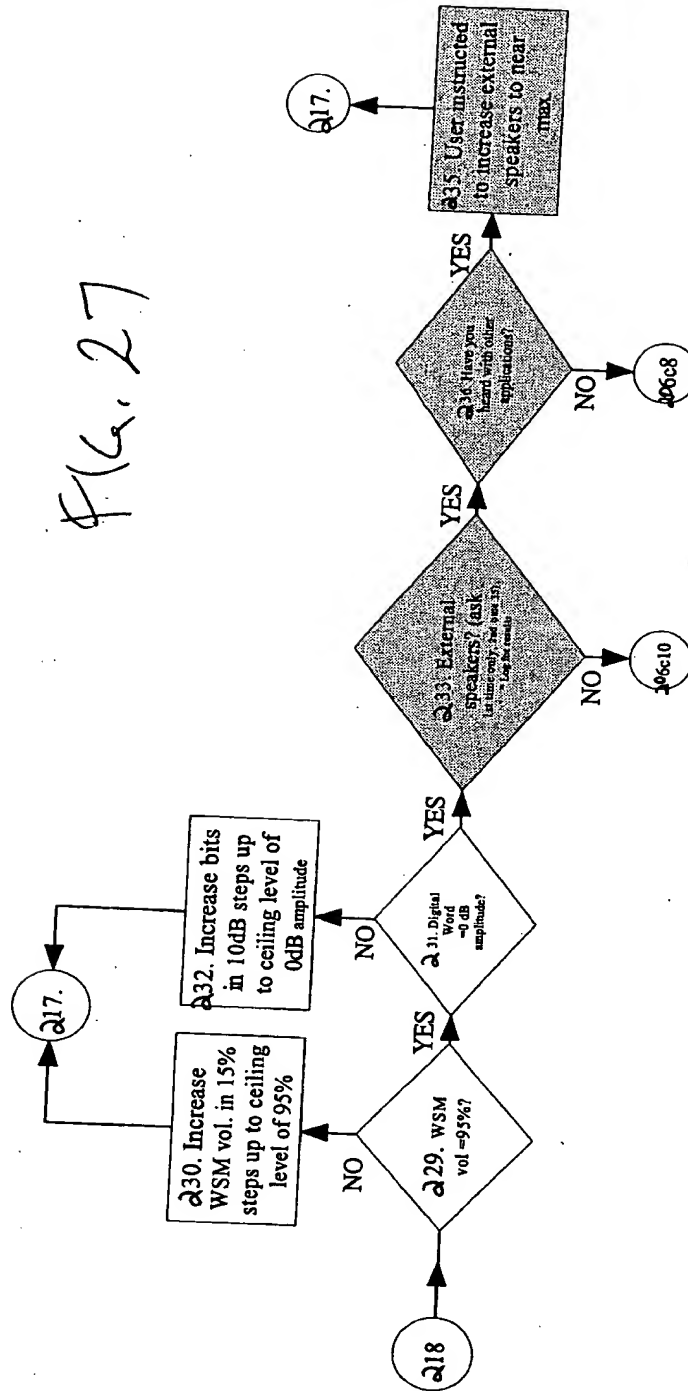 FIG. 27
218
229. WSM
vol =95%?
NO
YES
230. Increase
WSM vol. in 15%
steps up to ceiling
level of 95%
217.
231. Digital
Word
=0 dB
amplitude?
NO
YES
232. Increase bits
in 10dB steps up
to ceiling level of
0dB amplitude
233. External
speakers? (ask
1st time only,
= Log the results
NO
YES
206c10
236. Have you
heard with other
applications?
NO
YES
206c8
235. User instructed
to increase external
speakers to near
max.
217.